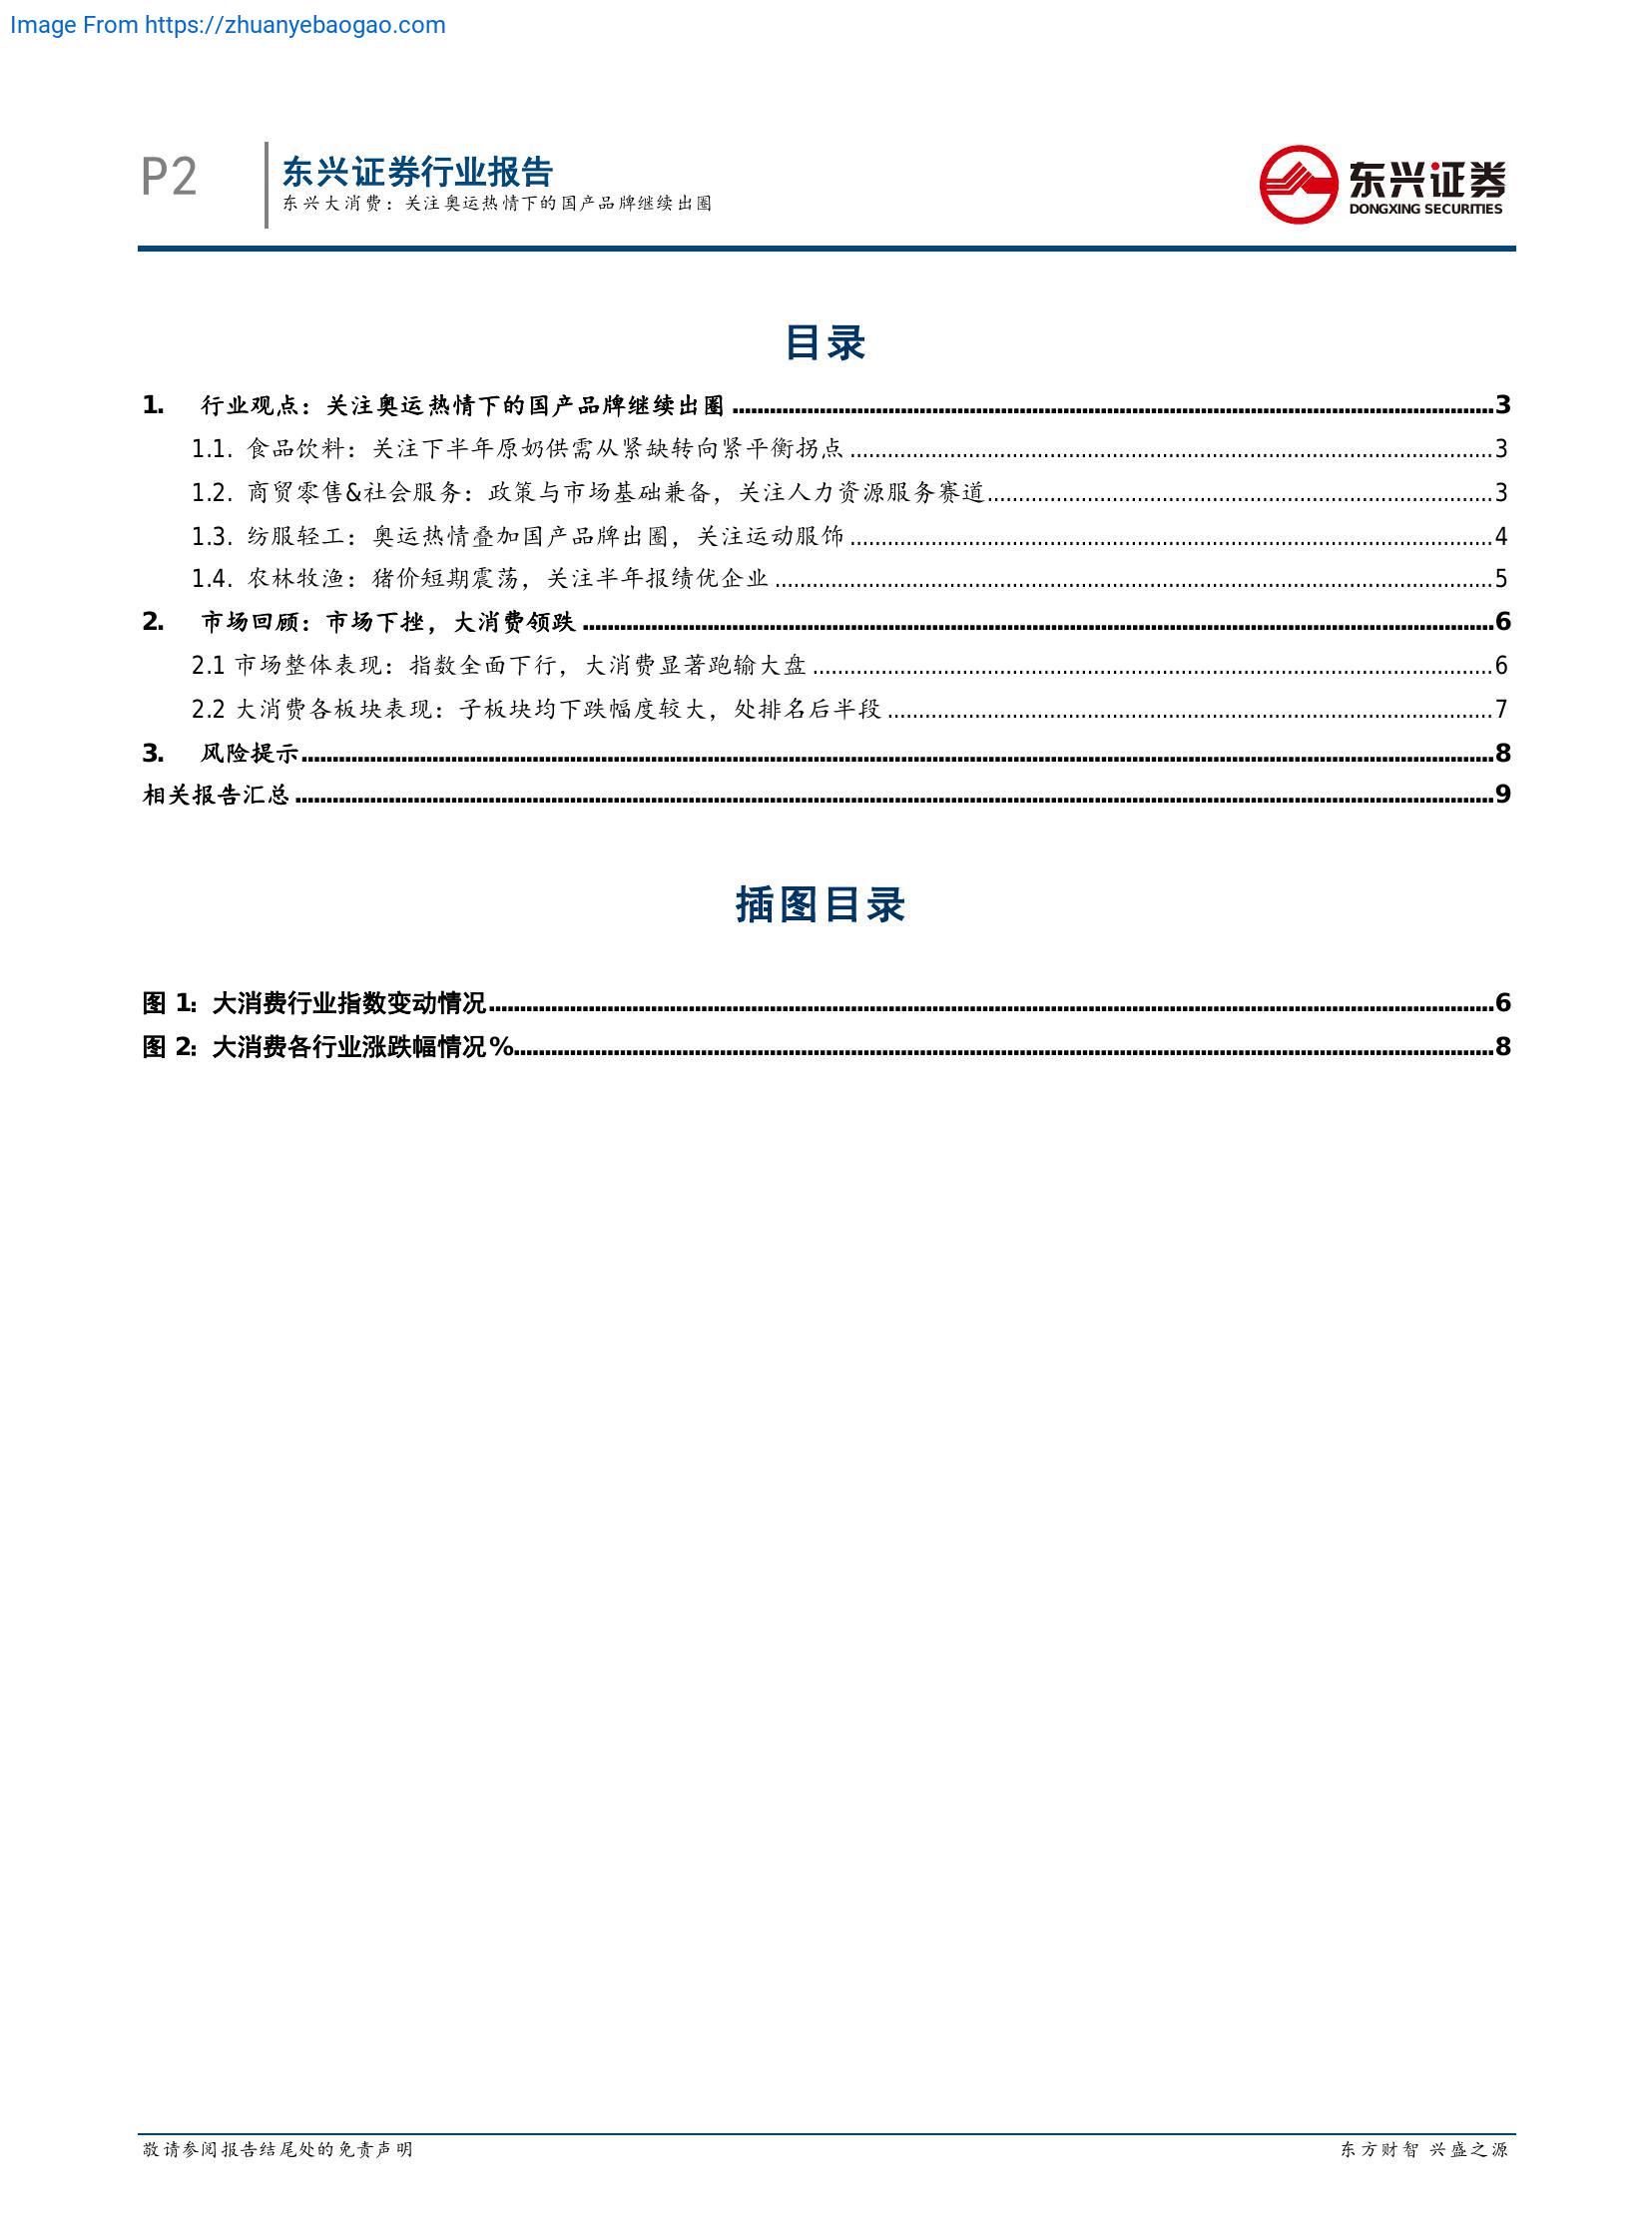 Image From https://zhuanyebaogao.com
P2
东兴证券行业报告
东兴大消费：关注奥运热情下的国产品牌继续出圈
东兴证券
DONGXING SECURITIES
目录
1. 行业观点：关注奥运热情下的国产品牌继续出圈 3
1.1. 食品饮料：关注下半年原奶供需从紧缺转向紧平衡拐点 3
1.2. 商贸零售&社会服务：政策与市场基础兼备，关注人力资源服务赛道 3
1.3. 纺服轻工：奥运热情叠加国产品牌出圈，关注运动服饰 4
1.4. 农林牧渔：猪价短期震荡，关注半年报绩优企业 5
2. 市场回顾：市场下挫，大消费领跌 6
2.1 市场整体表现：指数全面下行，大消费显著跑输大盘 6
2.2 大消费各板块表现：子板块均下跌幅度较大，处排名后半段 7
3. 风险提示 8
相关报告汇总 9
插图目录
图 1: 大消费行业指数变动情况 6
图 2: 大消费各行业涨跌幅情况% 8
敬请参阅报告结尾处的免责声明
东方财智 兴盛之源